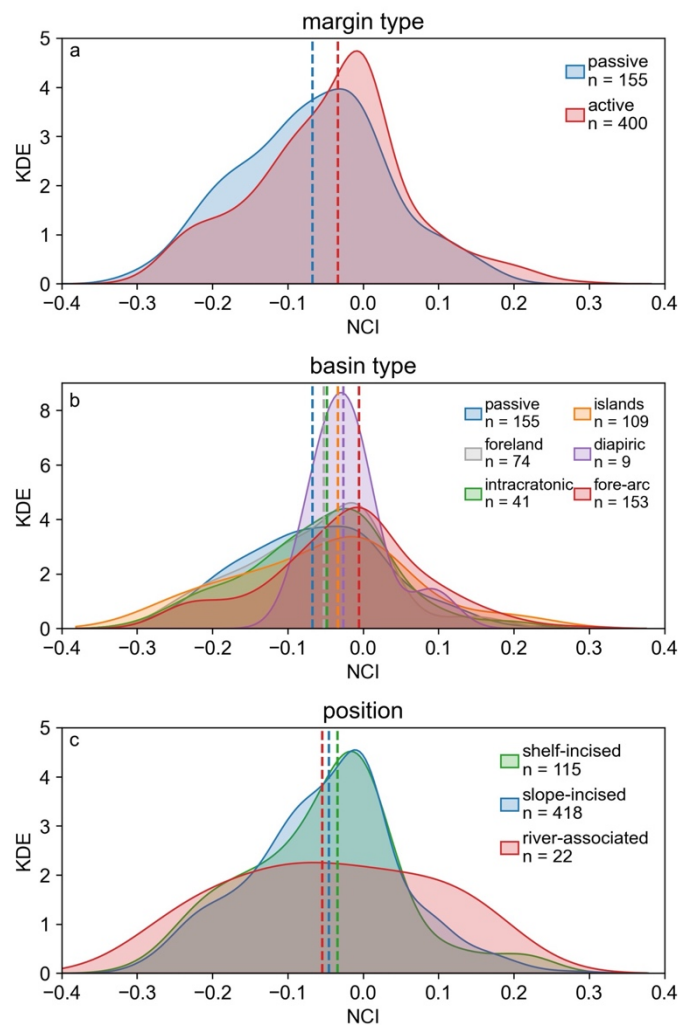 margin type
a
5
4
3
2
1
0
KDE
passive
n = 155
active
n = 400
−0.4 −0.3 −0.2 −0.1 0.0 0.1 0.2 0.3 0.4
NCI
basin type
b
8
6
4
2
0
KDE
passive
n = 155
foreland
n = 74
intracratonic
n = 41
islands
n = 109
diapiric
n = 9
fore-arc
n = 153
−0.4 −0.3 −0.2 −0.1 0.0 0.1 0.2 0.3 0.4
NCI
position
c
5
4
3
2
1
0
KDE
shelf-incised
n = 115
slope-incised
n = 418
river-associated
n = 22
−0.4 −0.3 −0.2 −0.1 0.0 0.1 0.2 0.3 0.4
NCI